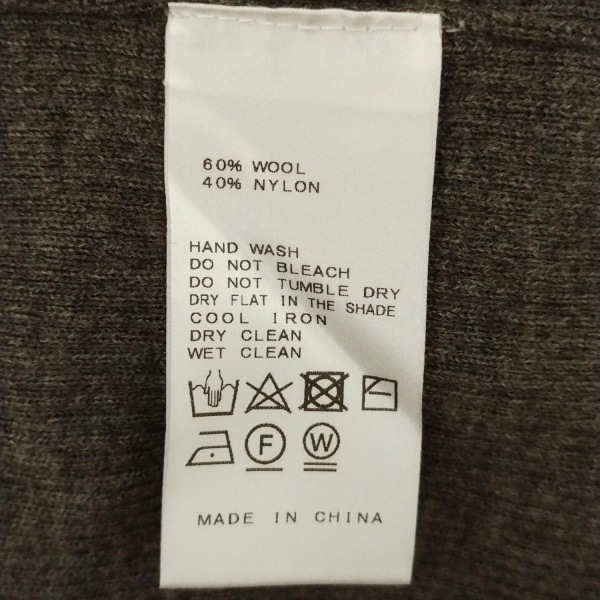 60% WOOL
40% NYLON
HAND WASH
DO NOT BLEACH
DO NOT TUMBLE DRY
DRY FLAT IN THE SHADE
COOL IRON
DRY CLEAN
WET CLEAN
F W
MADE IN CHINA